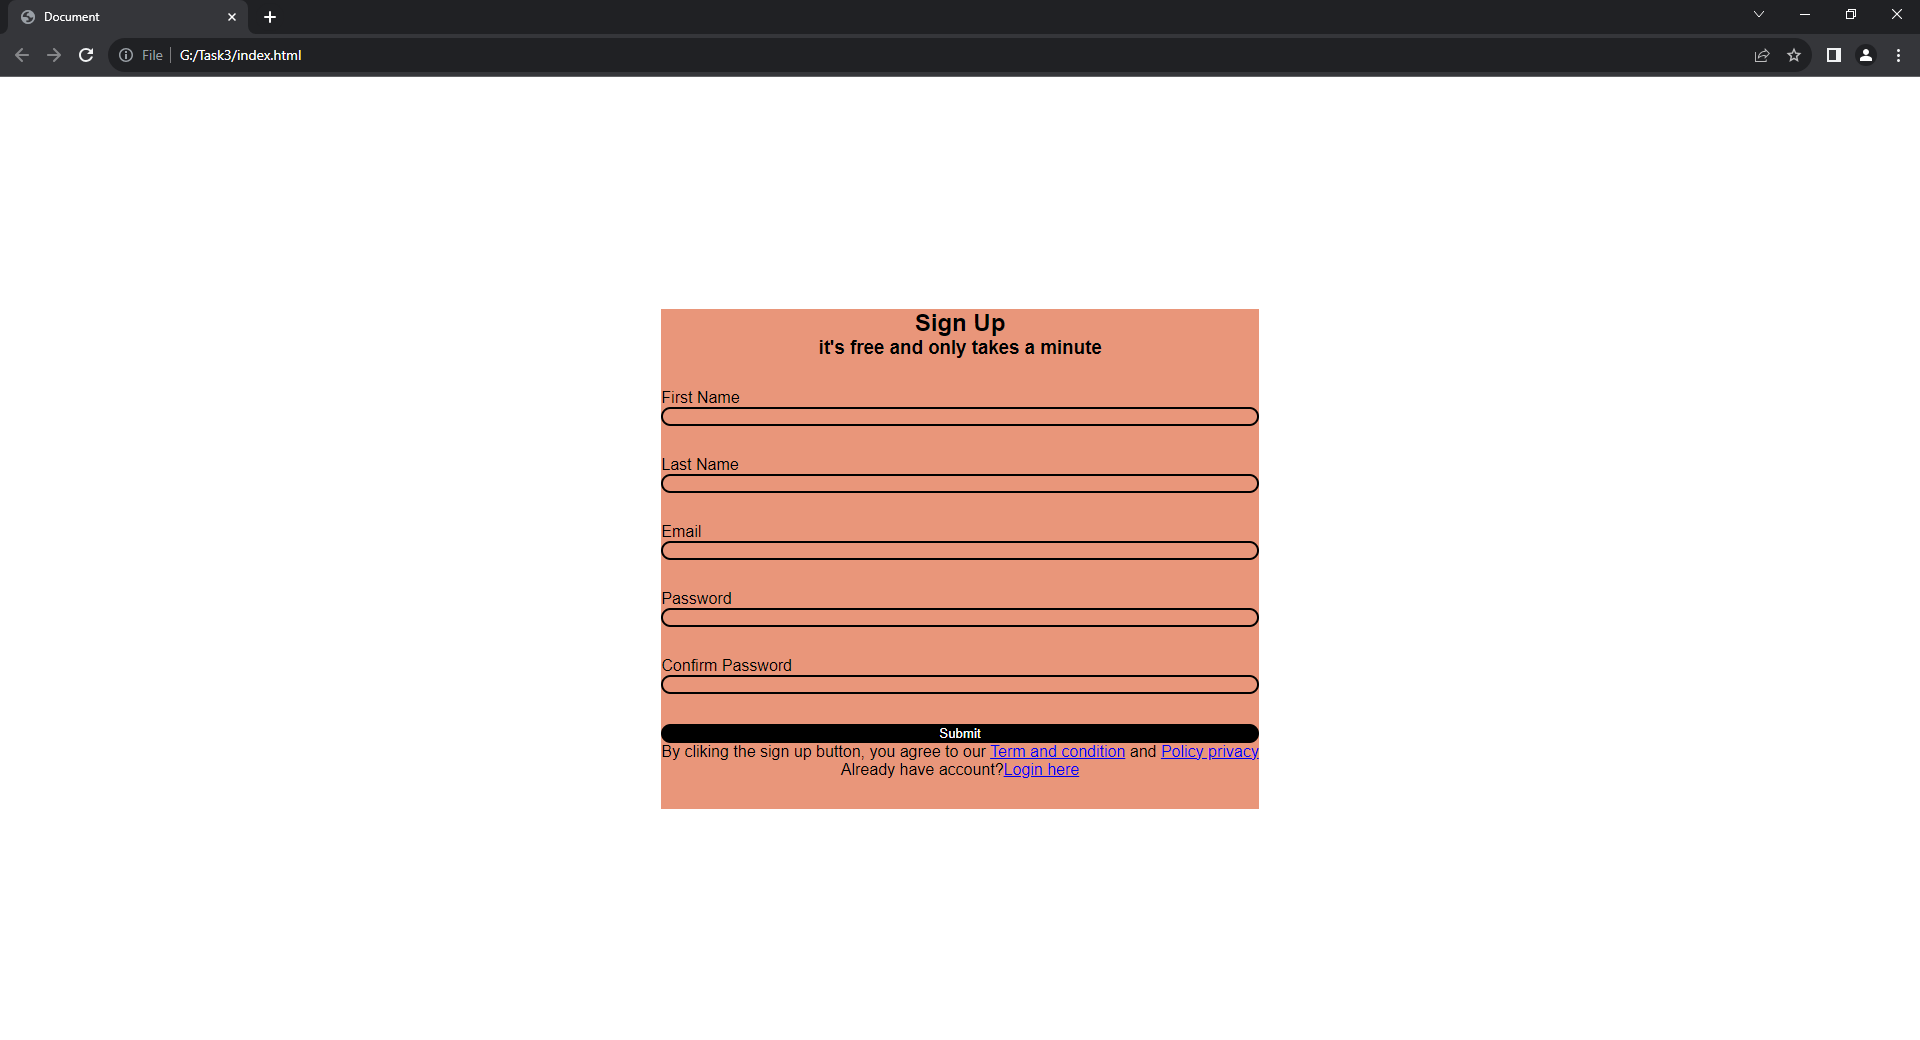 Document
File G:/Task3/index.html
Sign Up
it's free and only takes a minute
First Name
Last Name
Email
Password
Confirm Password
Submit
By cliking the sign up button, you agree to our Term and condition and Policy privacy
Already have account?Login here